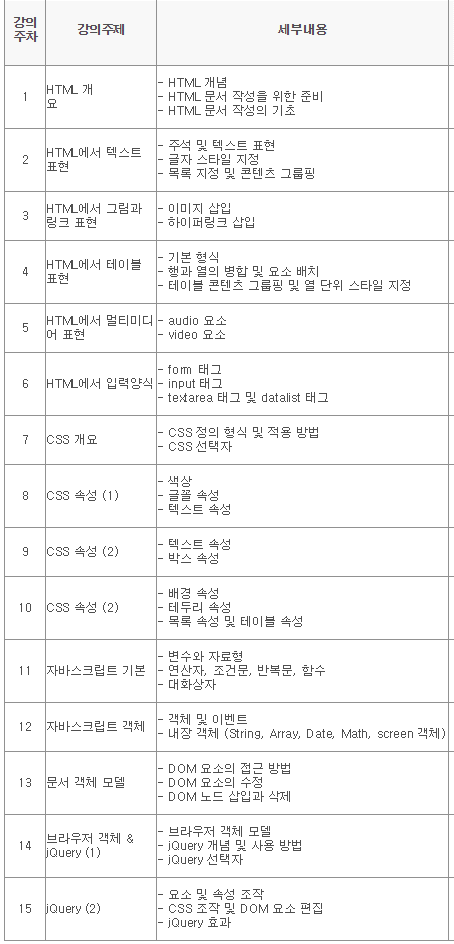 강의
주차
강의주제
세부내용
1
HTML 개
요
- HTML 개념
- HTML 문서 작성을 위한 준비
- HTML 문서 작성의 기초
2
HTML에서 텍스트
표현
- 주석 및 텍스트 표현
- 글자 스타일 지정
- 목록 지정 및 콘텐츠 그룹핑
3
HTML에서 그림과
링크 표현
- 이미지 삽입
- 하이퍼링크 삽입
4
HTML에서 테이블
표현
- 기본 형식
- 행과 열의 병합 및 요소 배치
- 테이블 콘텐츠 그룹핑 및 열 단위 스타일 지정
5
HTML에서 멀티미디
어 표현
- audio 요소
- video 요소
6
HTML에서 입력양식
- form 태그
- input 태그
- textarea 태그 및 datalist 태그
7
CSS 개요
- CSS 정의 형식 및 적용 방법
- CSS 선택자
8
CSS 속성 (1)
- 색상
- 글꼴 속성
- 텍스트 속성
9
CSS 속성 (2)
- 텍스트 속성
- 박스 속성
10
CSS 속성 (2)
- 배경 속성
- 테두리 속성
- 목록 속성 및 테이블 속성
11
자바스크립트 기본
- 변수와 자료형
- 연산자, 조건문, 반복문, 함수
- 대화상자
12
자바스크립트 객체
- 객체 및 이벤트
- 내장 객체 (String, Array, Date, Math, screen 객체)
13
문서 객체 모델
- DOM 요소의 접근 방법
- DOM 요소의 수정
- DOM 노드 삽입과 삭제
14
브라우저 객체 &
jQuery (1)
- 브라우저 객체 모델
- jQuery 개념 및 사용 방법
- jQuery 선택자
15
jQuery (2)
- 요소 및 속성 조작
- CSS 조작 및 DOM 요소 편집
- jQuery 효과